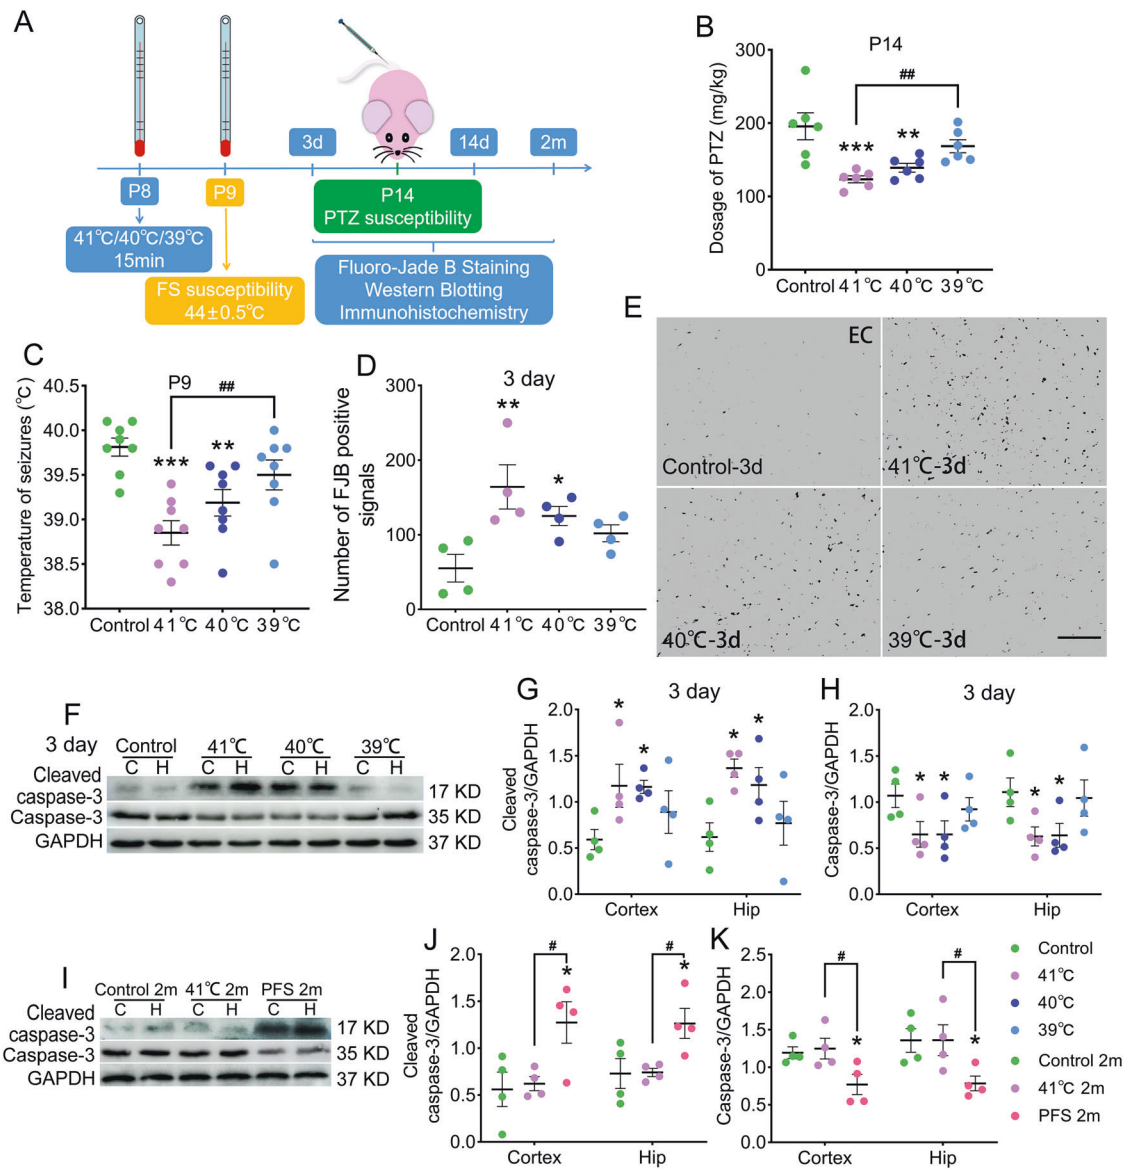 A
3d
14d
2m
P8
P9
P14
PTZ susceptibility
41℃/40℃/39℃
15min
FS susceptibility
44±0.5℃
Fluoro-Jade B Staining
Western Blotting
Immunohistochemistry
B
P14
Dosage of PTZ (mg/kg)
300
200
100
0
##
***
**
Control 41℃ 40℃ 39℃
C
P9
Temperature of seizures (℃)
40.5
40.0
39.5
39.0
38.5
38.0
##
***
**
Control 41℃ 40℃ 39℃
D
3 day
Number of FJB positive
signals
300
200
100
0
**
*
Control 41℃ 40℃ 39℃
E
EC
Control-3d
41℃-3d
40℃-3d
39℃-3d
F
3 day
Control 41℃ 40℃ 39℃
C H C H C H C H
Cleaved
caspase-3
17 KD
Caspase-3
35 KD
GAPDH
37 KD
G
3 day
Cleaved
caspase-3/GAPDH
2.0
1.5
1.0
0.5
0.0
*
*
*
*
Cortex Hip
H
3 day
Caspase-3/GAPDH
2.0
1.5
1.0
0.5
0.0
* *
* *
Cortex Hip
I
Control 2m 41℃ 2m PFS 2m
C H C H C H
Cleaved
caspase-3
17 KD
Caspase-3
35 KD
GAPDH
37 KD
J
Cleaved
caspase-3/GAPDH
2.0
1.5
1.0
0.5
0.0
# #
* *
Cortex Hip
K
Caspase-3/GAPDH
2.5
2.0
1.5
1.0
0.5
0.0
# #
* *
Cortex Hip
Control
41℃
40℃
39℃
Control 2m
41℃ 2m
PFS 2m